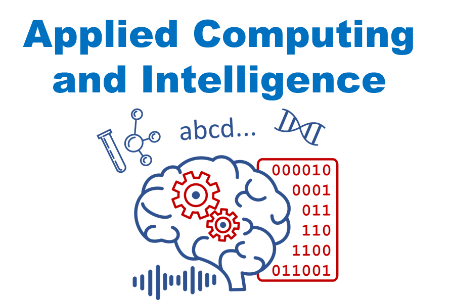 Applied Computing
and Intelligence
abcd...
000010
0001
011
110
1100
011001